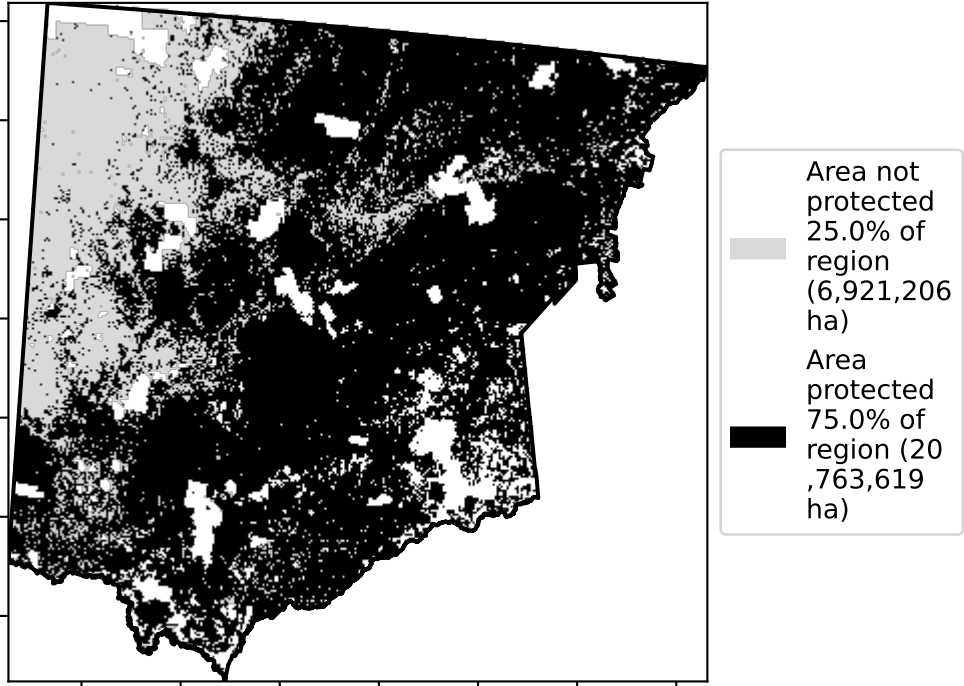 Area not
protected
25.0% of
region
(6,921,206
ha)
Area
protected
75.0% of
region (20
,763,619
ha)